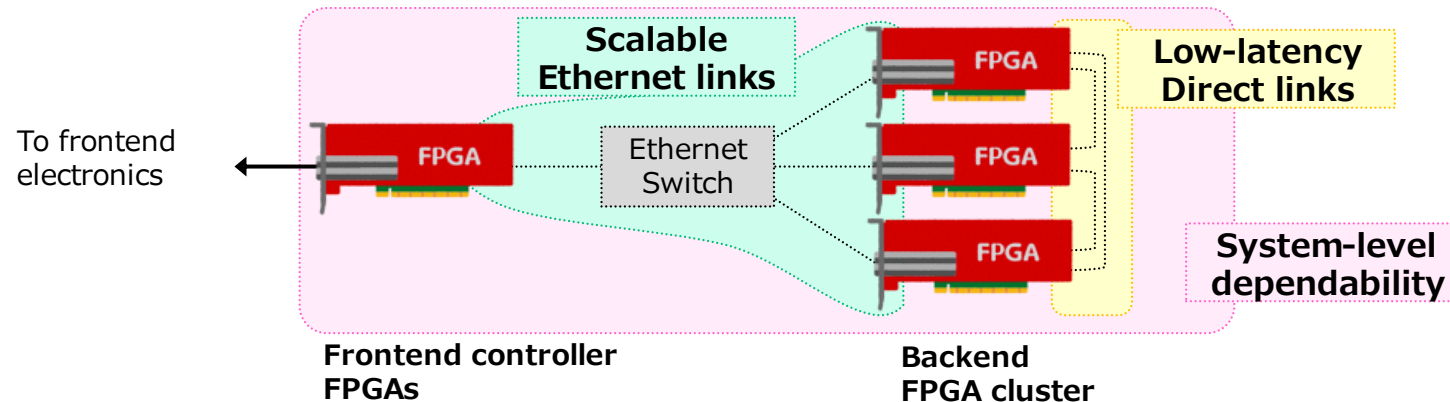 Scalable
Ethernet links
FPGA
Low-latency
Direct links
To frontend
electronics
FPGA
Ethernet
Switch
FPGA
FPGA
System-level
dependability
Frontend controller
FPGAs
Backend
FPGA cluster